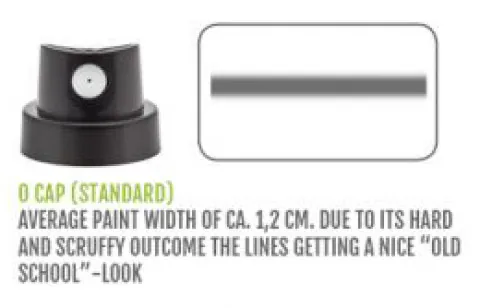 0 CAP (STANDARD)
AVERAGE PAINT WIDTH OF CA. 1,2 CM. DUE TO ITS HARD
AND SCRUFFY OUTCOME THE LINES GETTING A NICE "OLD
SCHOOL"-LOOK